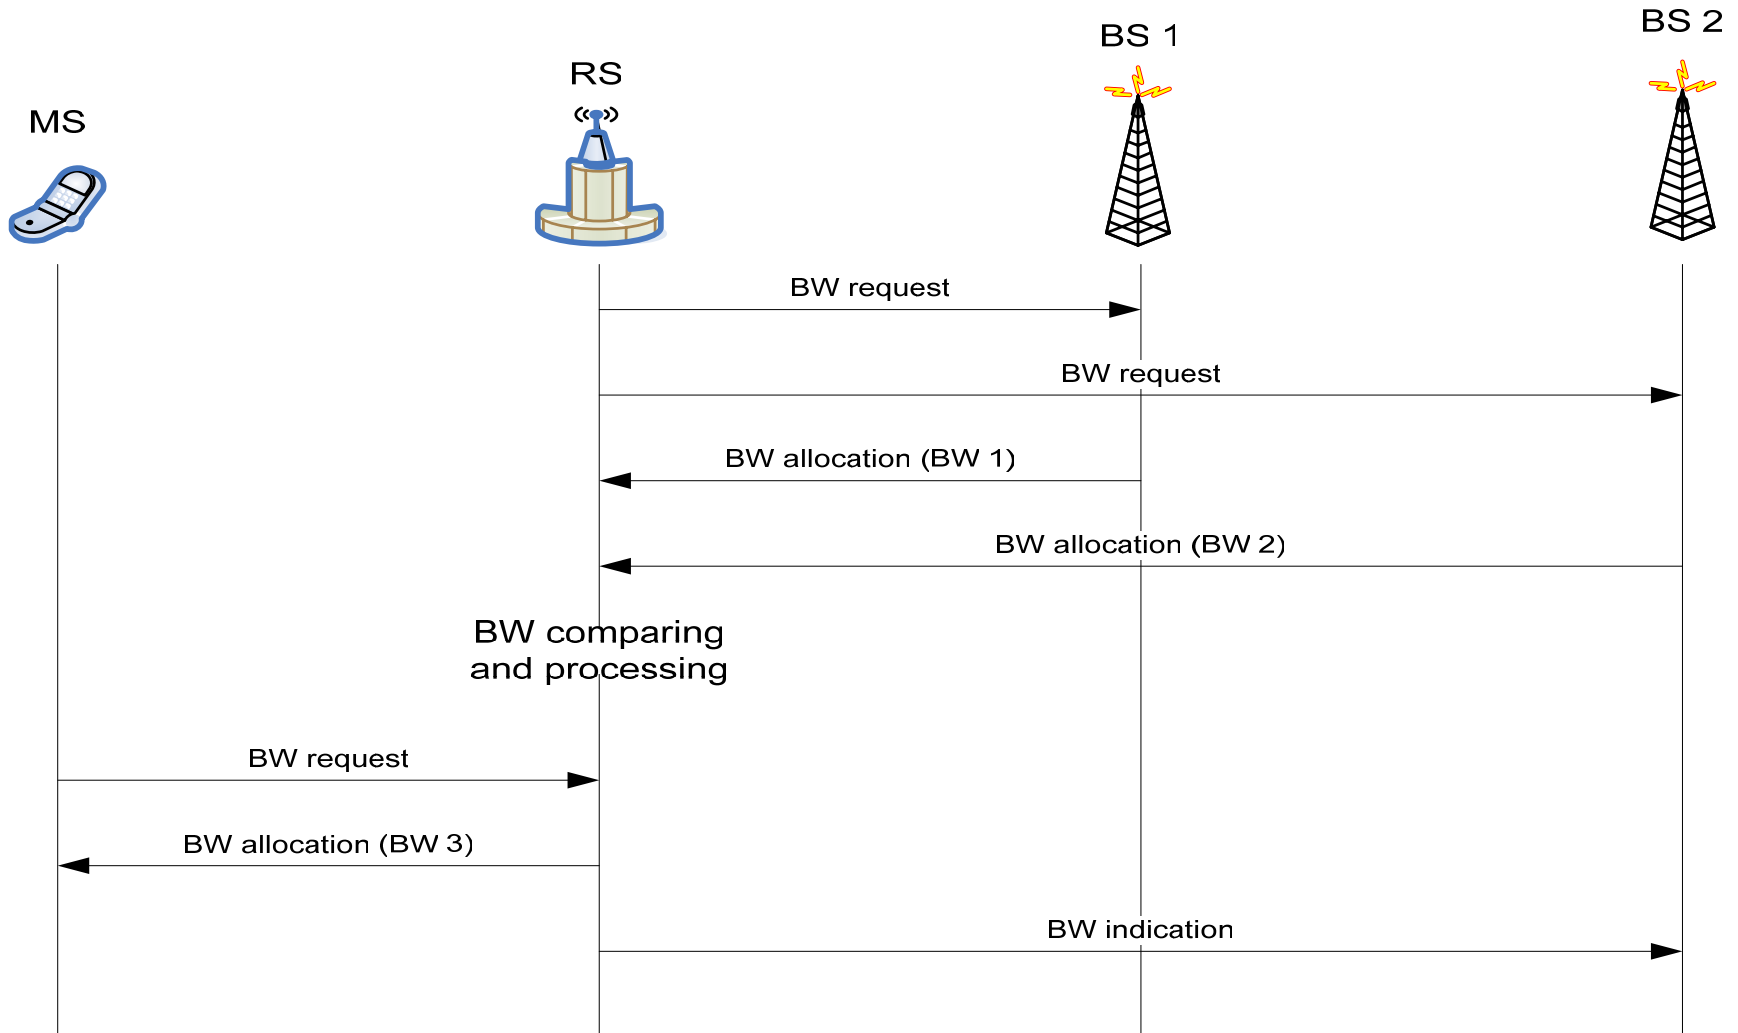 BS 2
BS 1
RS
MS
BW request
BW request
BW allocation (BW 1)
BW allocation (BW 2)
BW comparing
and processing
BW request
BW allocation (BW 3)
BW indication